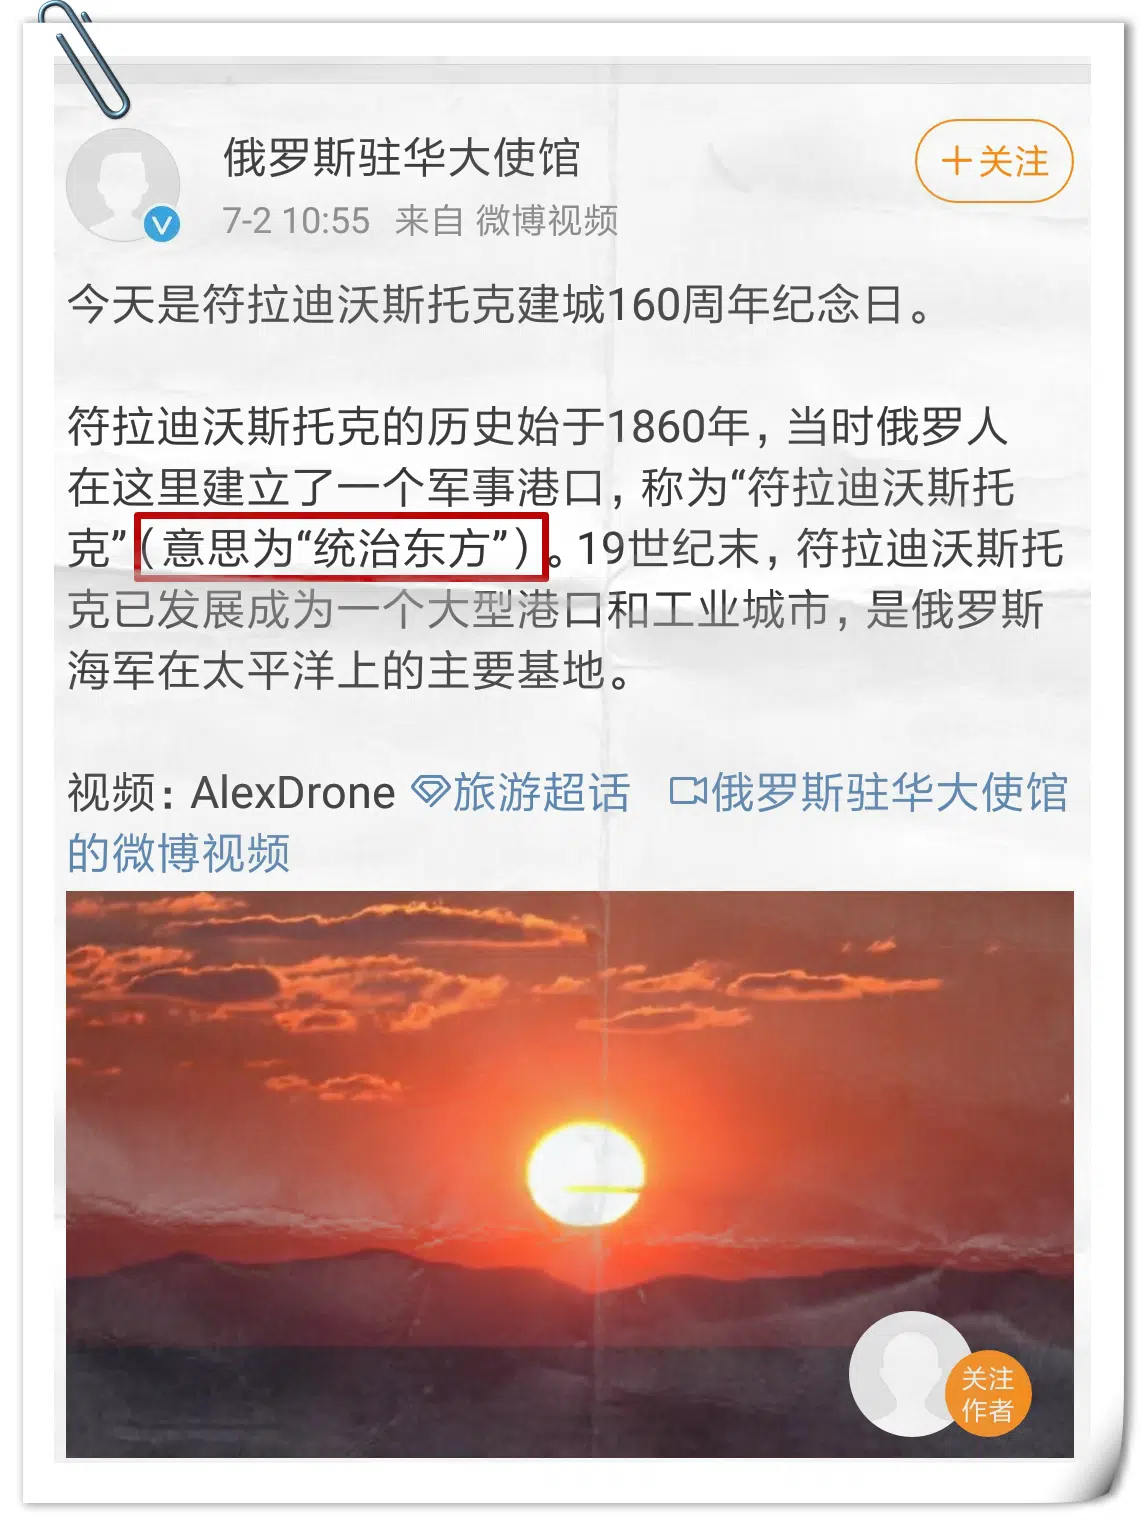 俄罗斯驻华大使馆
+关注
7-2 10:55 来自 微博视频
今天是符拉迪沃斯托克建城160周年纪念日。
符拉迪沃斯托克的历史始于1860年，当时俄罗人
在这里建立了一个军事港口，称为“符拉迪沃斯托
克”（意思为“统治东方”）。19世纪末，符拉迪沃斯托
克已发展成为一个大型港口和工业城市，是俄罗斯
海军在太平洋上的主要基地。
视频：AlexDrone 旅游超话 俄罗斯驻华大使馆
的微博视频
关注
作者